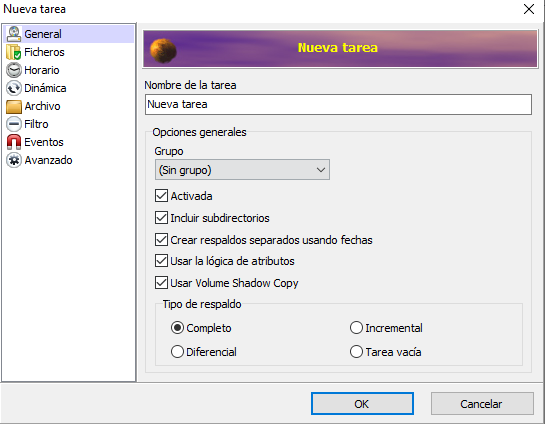 Nueva tarea
General
Ficheros
Horario
Dinámica
Archivo
Filtro
Eventos
Avanzado
Nueva tarea
Nombre de la tarea
Nueva tarea
Opciones generales
Grupo
(Sin grupo)
Activada
Incluir subdirectorios
Crear respaldos separados usando fechas
Usar la lógica de atributos
Usar Volume Shadow Copy
Tipo de respaldo
Completo
Incremental
Diferencial
Tarea vacía
OK
Cancelar